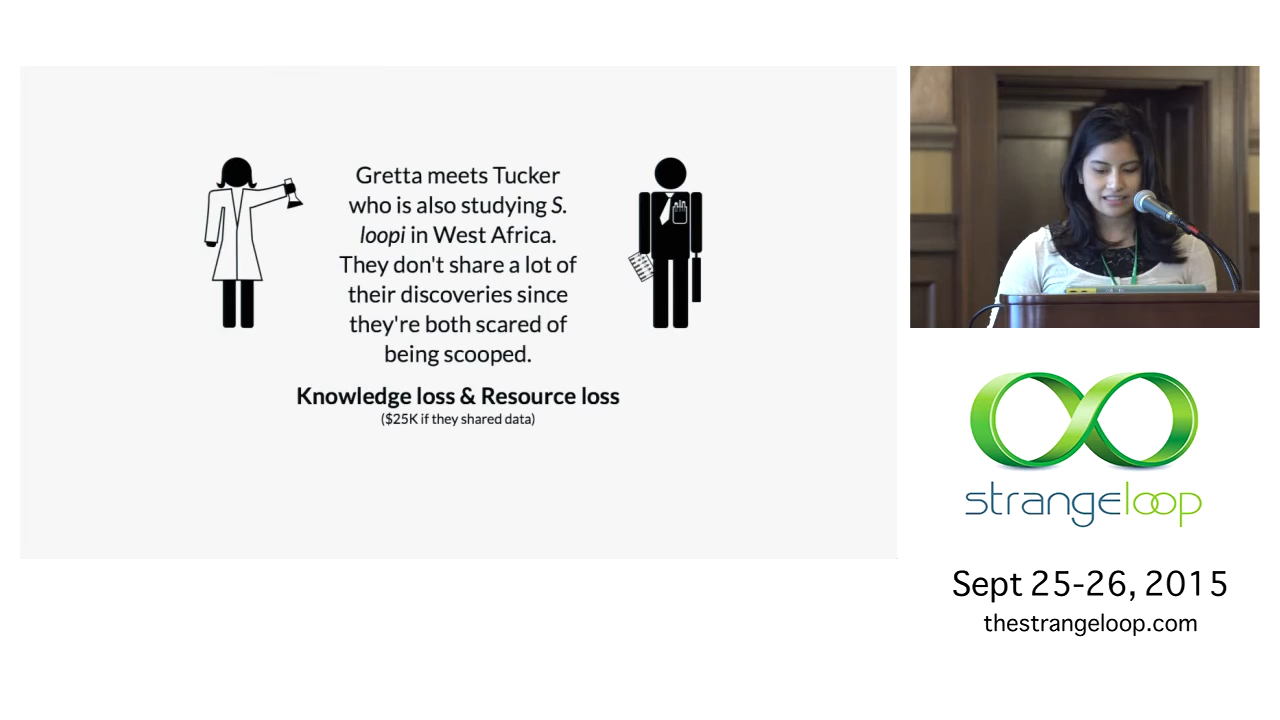 Gretta meets Tucker
who is also studying S.
loopi in West Africa.
They don't share a lot of
their discoveries since
they're both scared of
being scooped.
Knowledge loss & Resource loss
($25K if they shared data)
strangeloop
Sept 25-26, 2015
thestrangeloop.com